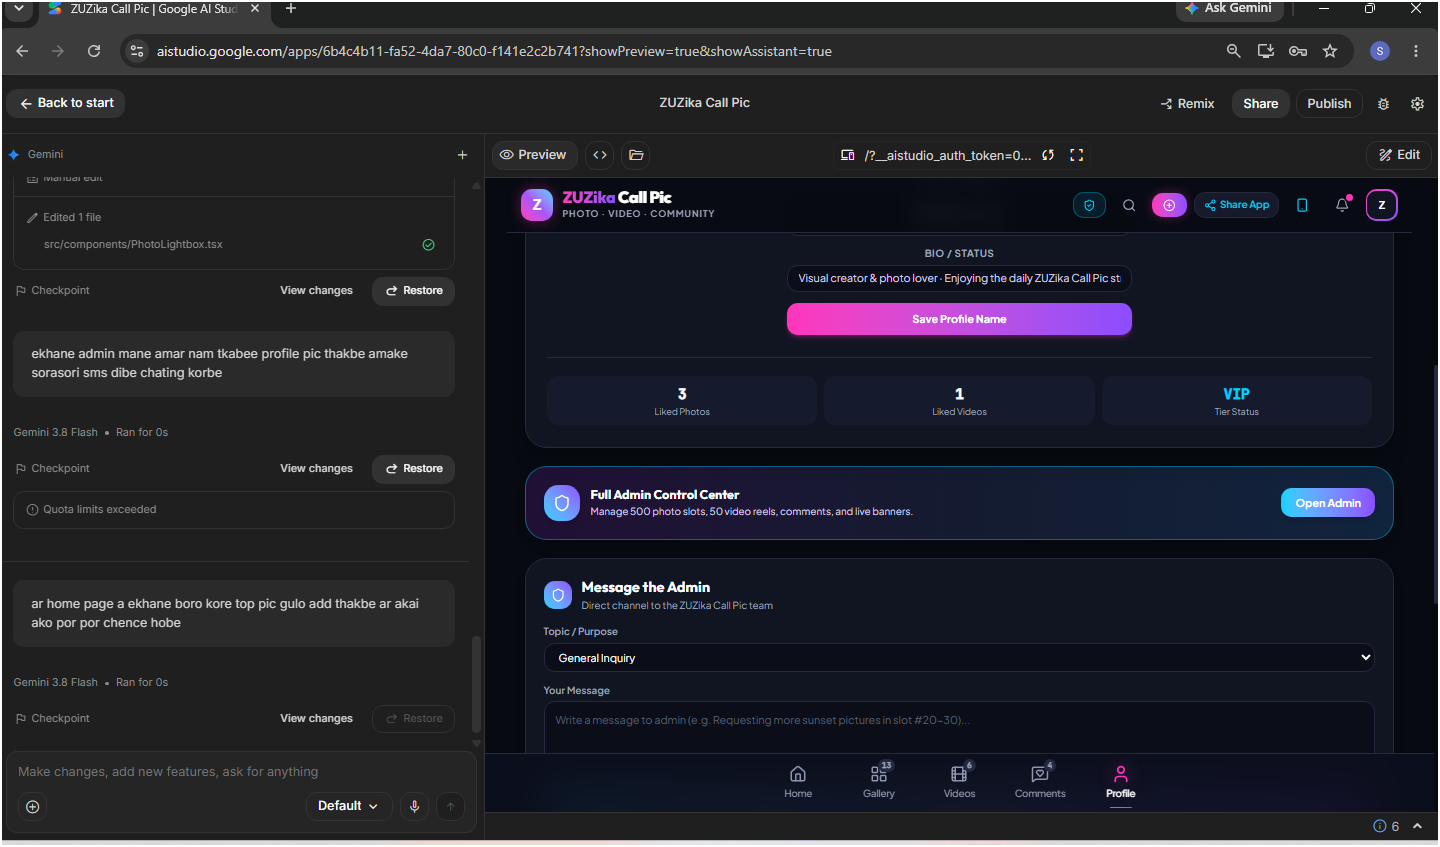 ZUZika Call Pic | Google AI Stud
Ask Gemini
aistudio.google.com/apps/6b4c4b11-fa52-4da7-80c0-f141e2c2b741?showPreview=true&showAssistant=true
S
Back to start
ZUZika Call Pic
Remix
Share
Publish
Gemini
Preview
/?__aistudio_auth_token=0...
Edit
Manual edit
Edited 1 file
src/components/PhotoLightbox.tsx
Checkpoint
View changes
Restore
ekhane admin mane amar nam tkabee profile pic thakbe amake
sorasori sms dibe chating korbe
Gemini 3.8 Flash • Ran for 0s
Checkpoint
View changes
Restore
Quota limits exceeded
ar home page a ekhane boro kore top pic gulo add thakbe ar akai
ako por por chence hobe
Gemini 3.8 Flash • Ran for 0s
Checkpoint
View changes
Restore
Make changes, add new features, ask for anything
Default
Z
ZUZika Call Pic
PHOTO · VIDEO · COMMUNITY
Share App
Z
BIO / STATUS
Visual creator & photo lover · Enjoying the daily ZUZika Call Pic st
Save Profile Name
3
Liked Photos
1
Liked Videos
VIP
Tier Status
Full Admin Control Center
Manage 500 photo slots, 50 video reels, comments, and live banners.
Open Admin
Message the Admin
Direct channel to the ZUZika Call Pic team
Topic / Purpose
General Inquiry
Your Message
Write a message to admin (e.g. Requesting more sunset pictures in slot #20-30)...
Home
13
Gallery
6
Videos
4
Comments
Profile
6